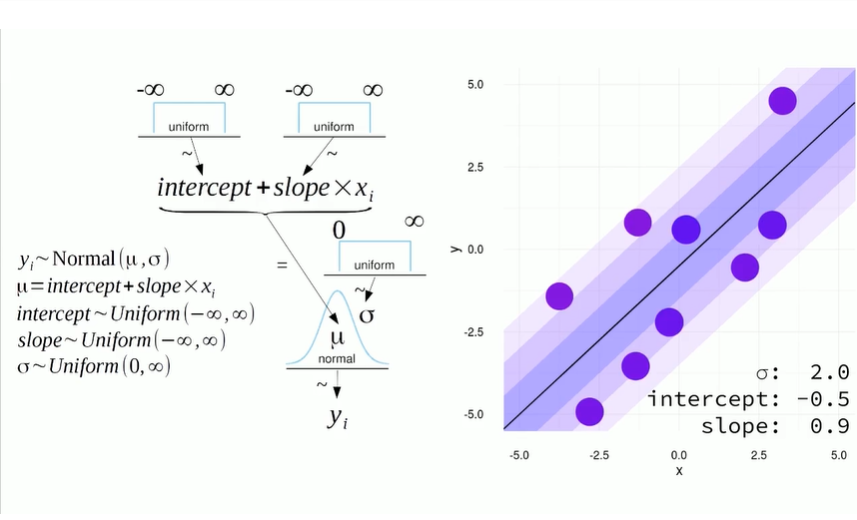 -∞ ∞ -∞ ∞
uniform uniform
~ ~
intercept+slope×xᵢ
0 ∞
= uniform
~
σ
μ
normal
~
yᵢ
yᵢ~Normal(μ,σ)
μ=intercept+slope×xᵢ
intercept~Uniform(−∞,∞)
slope~Uniform(−∞,∞)
σ~Uniform(0,∞)
5.0
2.5
y 0.0
-2.5
-5.0
σ: 2.0
intercept: −0.5
slope: 0.9
-5.0 -2.5 0.0 2.5 5.0
x